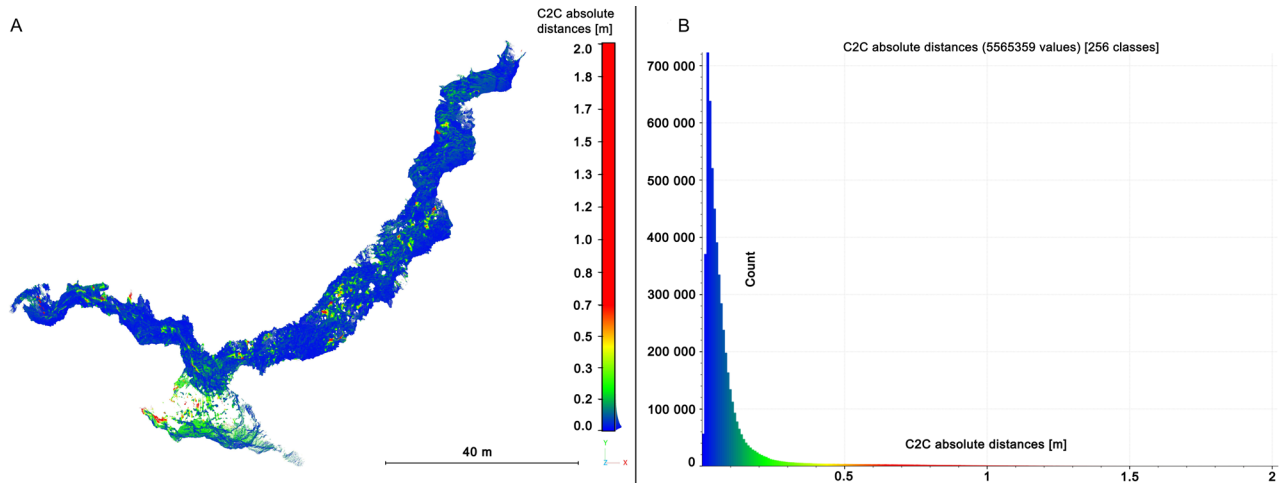 A
C2C absolute
distances [m]
2.0
1.8
1.7
1.5
1.3
1.2
1.0
0.8
0.7
0.5
0.3
0.2
0.0
40 m
Y
Z
X
B
C2C absolute distances (5565359 values) [256 classes]
700 000
600 000
500 000
400 000
300 000
200 000
100 000
0
Count
C2C absolute distances [m]
0.5
1
1.5
2